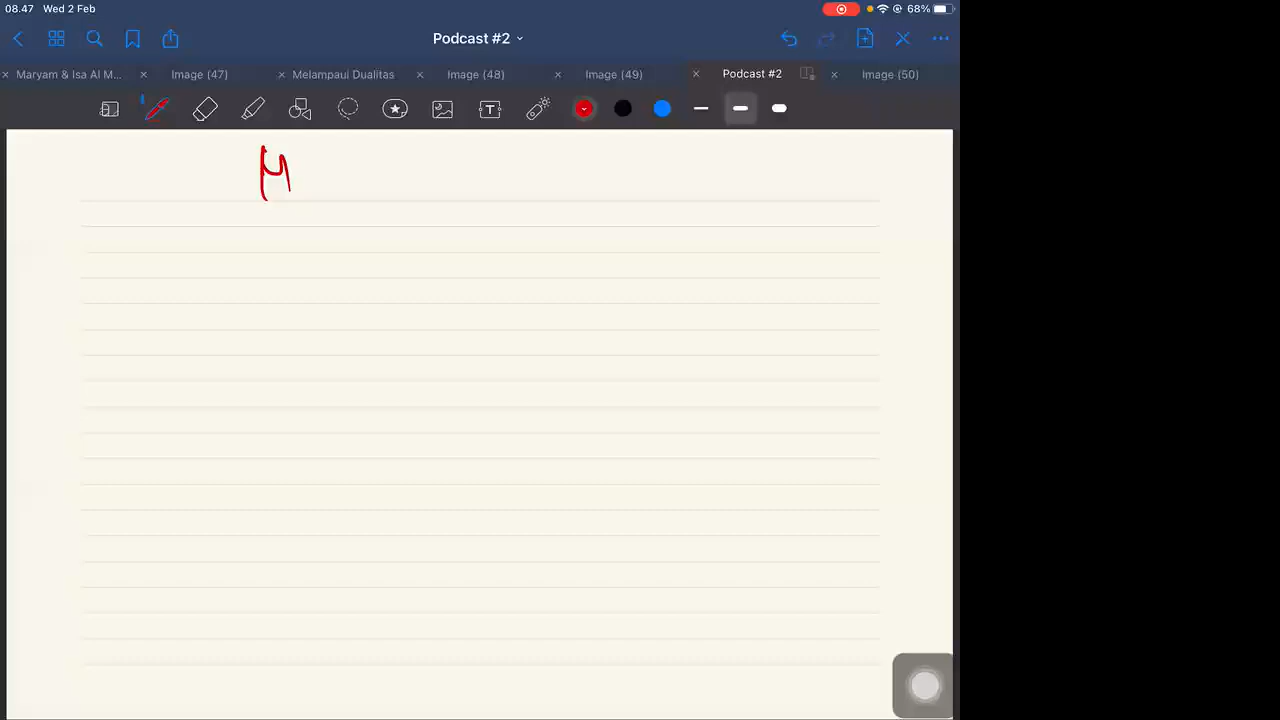 08.47 Wed 2 Feb 68%
Podcast #2
Maryam & Isa Al M... Image (47) Melampaui Dualitas Image (48) Image (49) Podcast #2 Image (50)
M